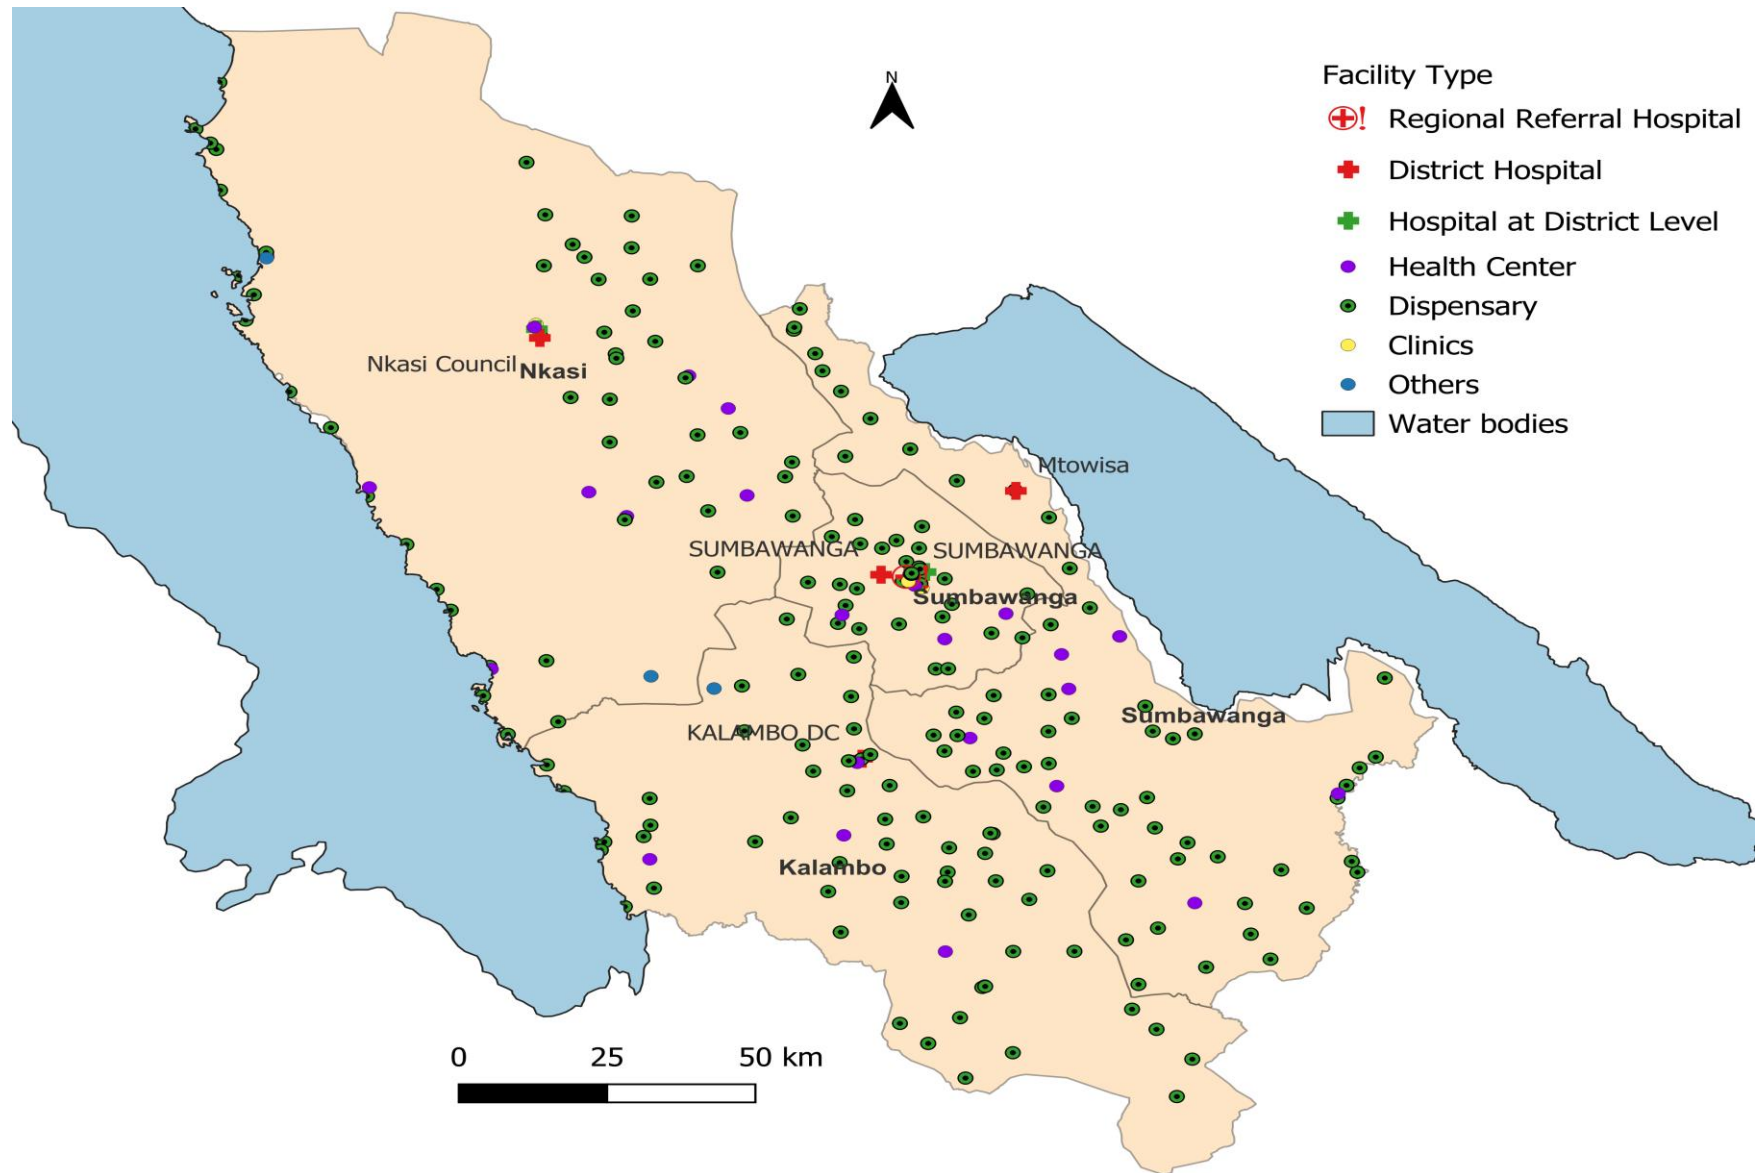 N
Facility Type
! Regional Referral Hospital
District Hospital
Hospital at District Level
Health Center
Dispensary
Clinics
Others
Water bodies
Nkasi Council
Nkasi
Mtowisa
SUMBAWANGA
SUMBAWANGA
Sumbawanga
Sumbawanga
KALAMBO DC
Kalambo
0 25 50 km